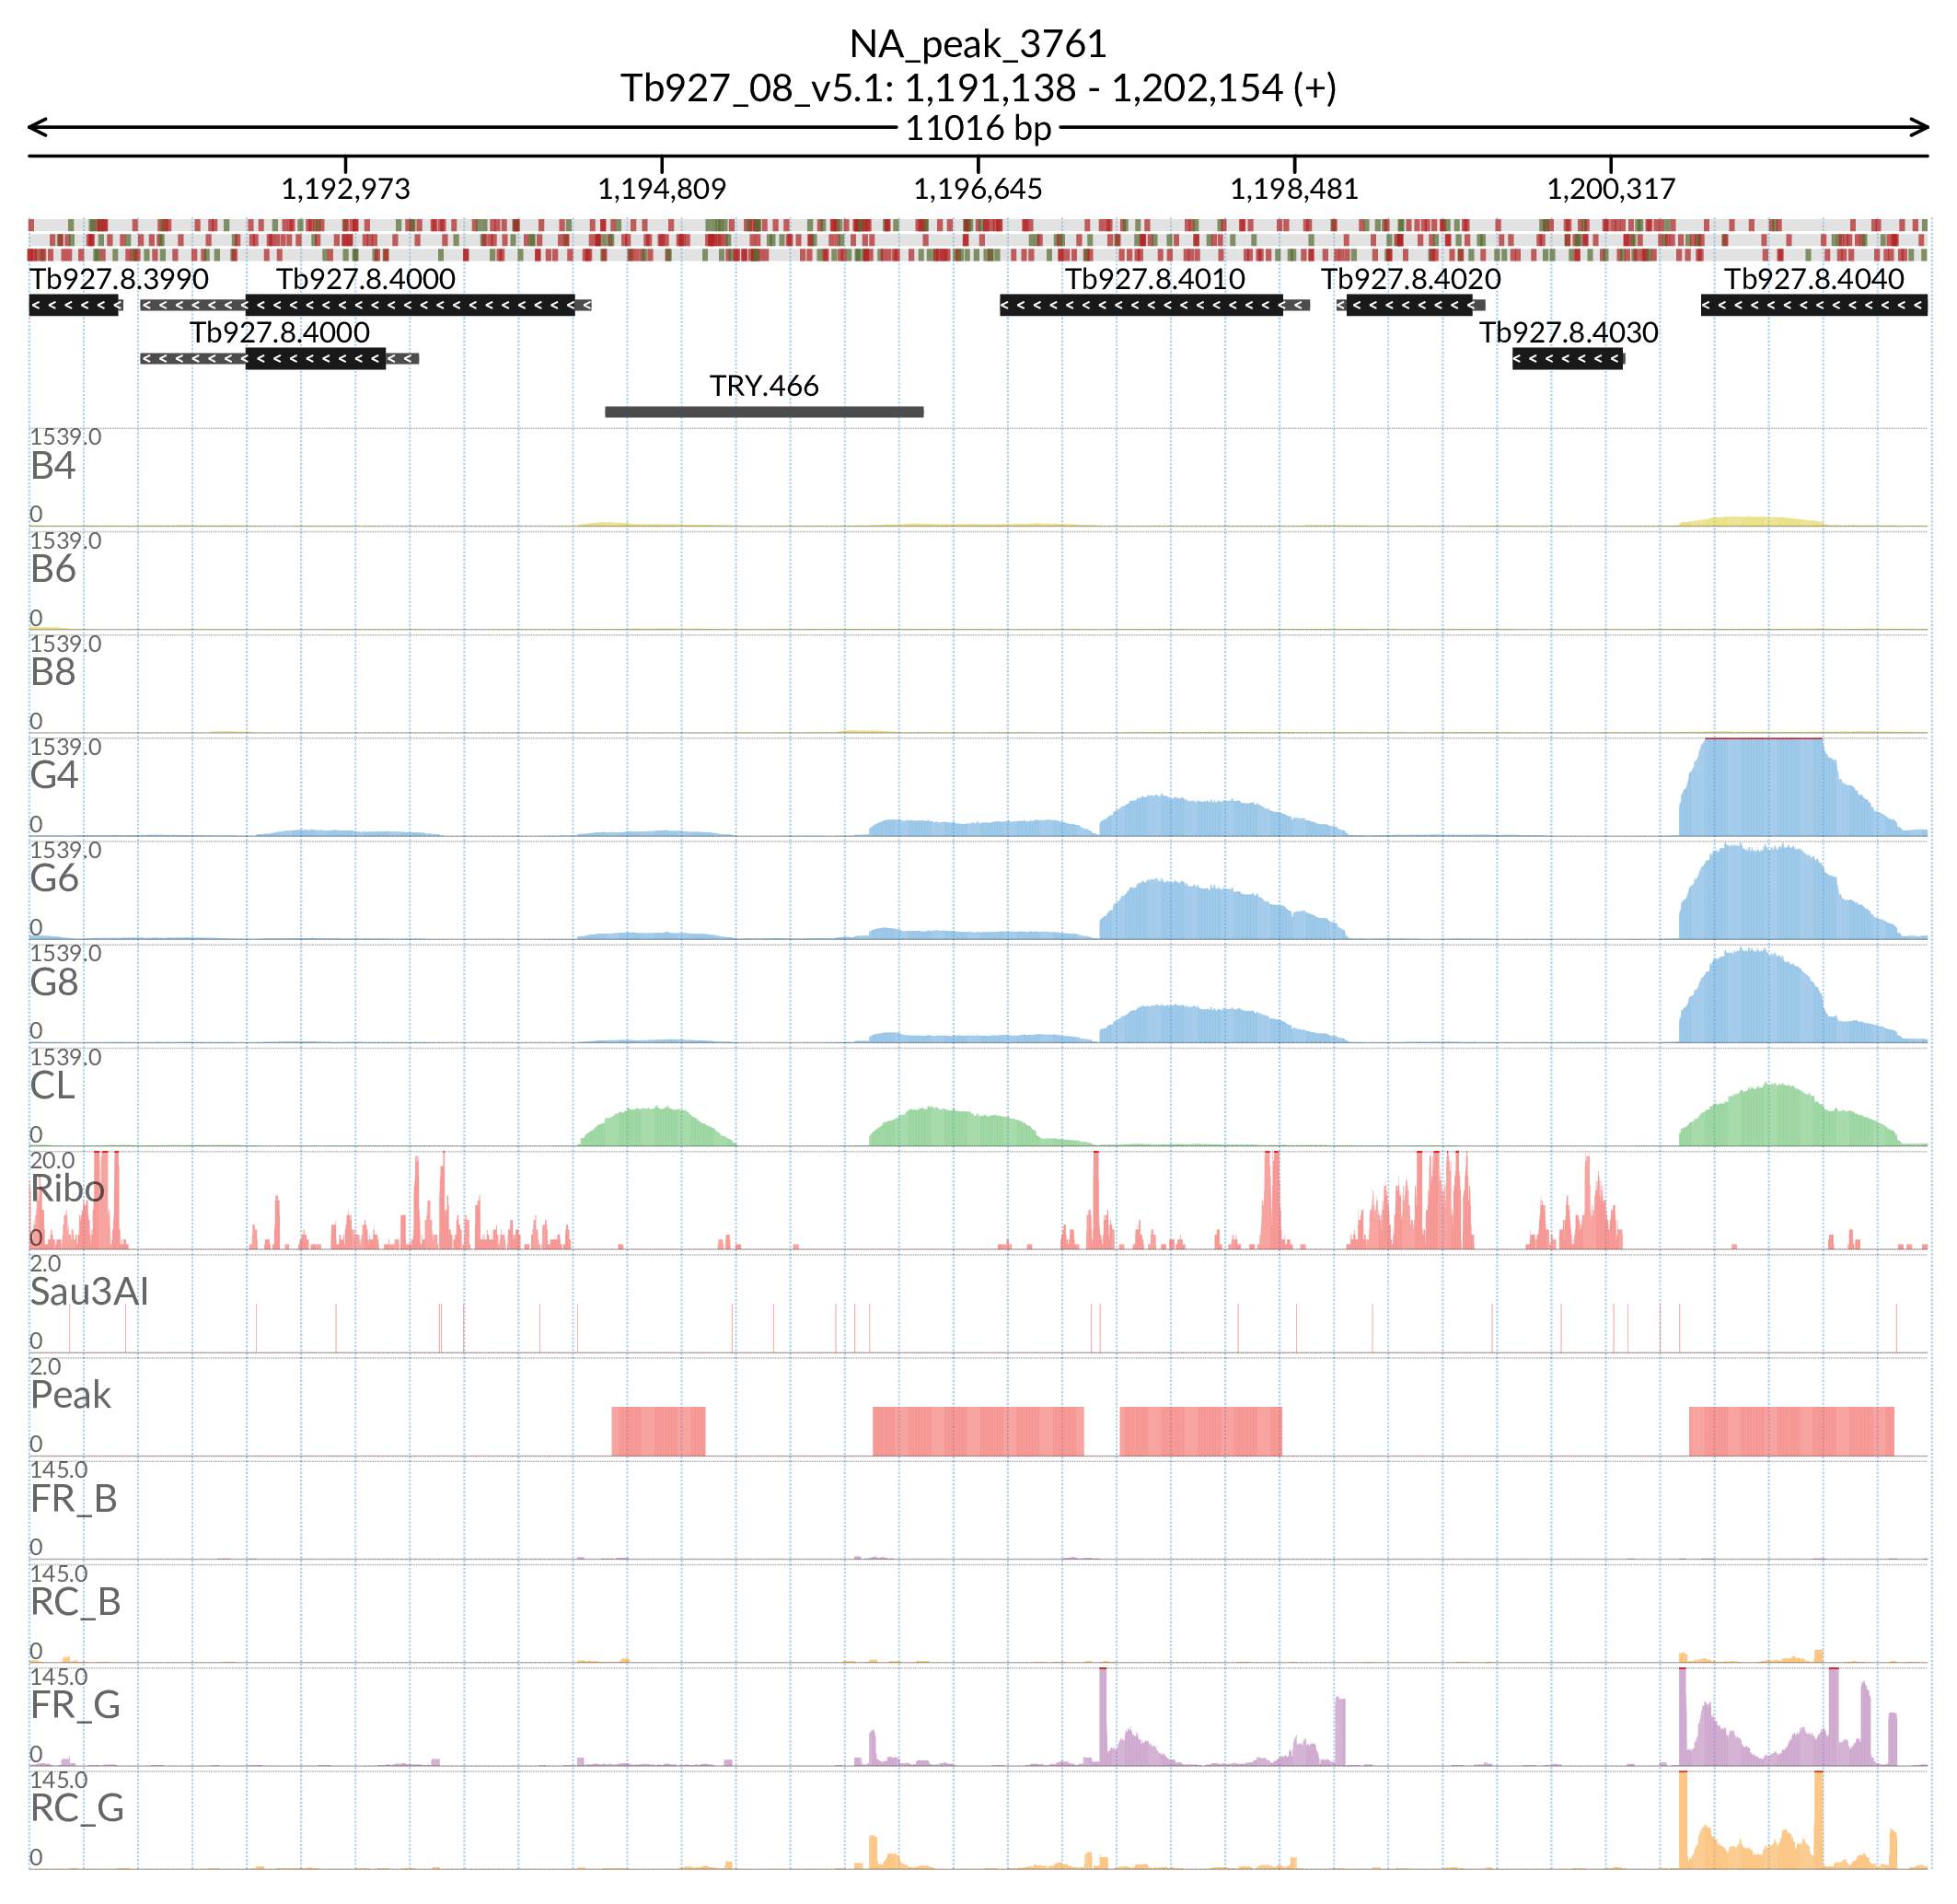 NA_peak_3761
Tb927_08_v5.1: 1,191,138 - 1,202,154 (+)
11016 bp
1,192,973 1,194,809 1,196,645 1,198,481 1,200,317
Tb927.8.3990 Tb927.8.4000 Tb927.8.4010 Tb927.8.4020 Tb927.8.4040
Tb927.8.4000 Tb927.8.4030
TRY.466
1539.0
B4
0
1539.0
B6
0
1539.0
B8
0
1539.0
G4
0
1539.0
G6
0
1539.0
G8
0
1539.0
CL
0
20.0
Ribo
0
2.0
Sau3AI
0
2.0
Peak
0
145.0
FR_B
0
145.0
RC_B
0
145.0
FR_G
0
145.0
RC_G
0